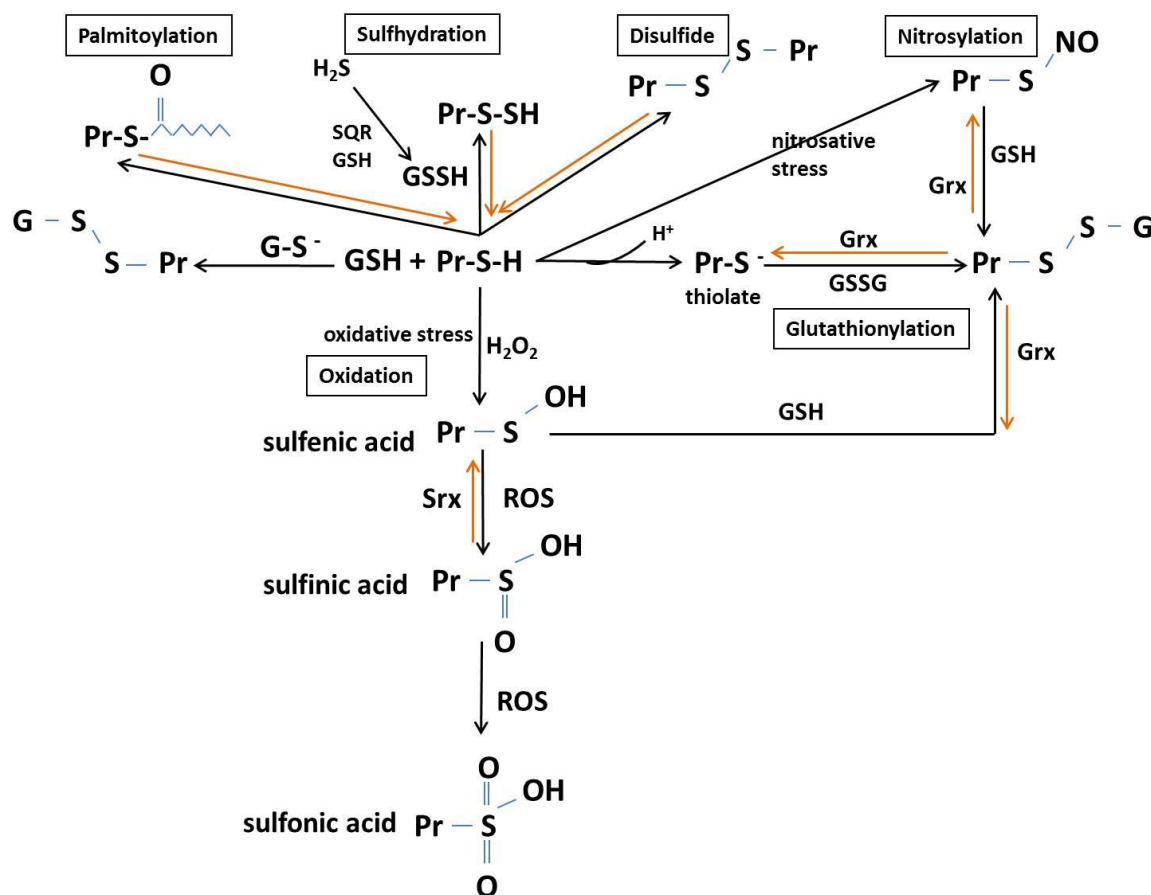 Palmitoylation
Sulfhydration
Disulfide
Nitrosylation
O
Pr-S-
H₂S
SQR
GSH
GSSH
Pr-S-SH
Pr — S
S — Pr
NO
Pr — S
nitrosative
stress
GSH
Grx
G — S
S — Pr
G-S⁻
GSH + Pr-S-H
H⁺
Pr-S⁻
thiolate
Grx
GSSG
S — G
Pr — S
Glutathionylation
Grx
oxidative stress
H₂O₂
Oxidation
OH
sulfenic acid
Pr — S
GSH
Srx
ROS
OH
sulfinic acid
Pr — S
O
ROS
O
OH
sulfonic acid
Pr — S
O